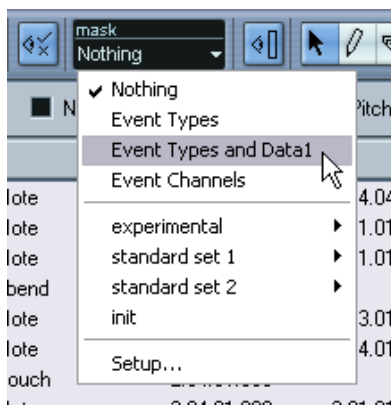 mask
Nothing
Nothing
N
Pitch
Event Types
Event Types and Data1
Event Channels
lote
4.04
lote
experimental
1.01
lote
standard set 1
1.01
bend
standard set 2
lote
init
3.01
lote
4.01
Setup...
ouch